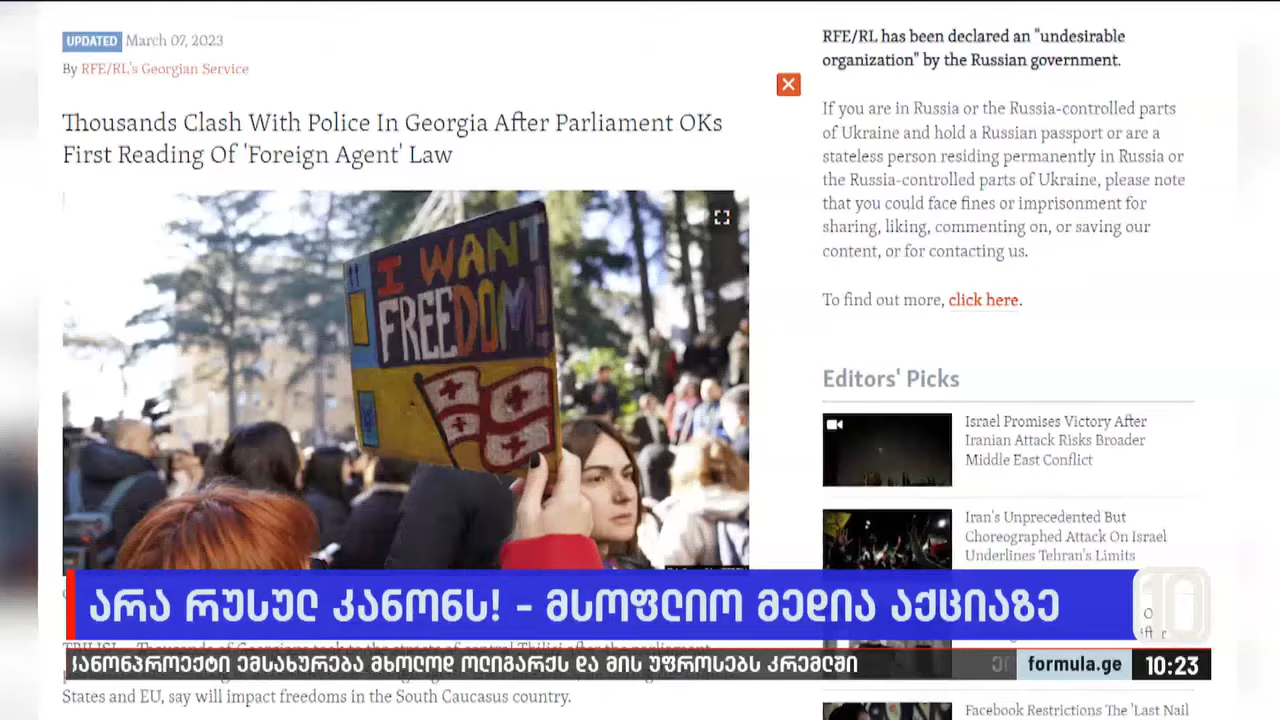 UPDATED March 07, 2023
By RFE/RL's Georgian Service
Thousands Clash With Police In Georgia After Parliament OKs
First Reading Of 'Foreign Agent' Law
I WANT
FREEDOM!
RFE/RL has been declared an "undesirable
organization" by the Russian government.
If you are in Russia or the Russia-controlled parts
of Ukraine and hold a Russian passport or are a
stateless person residing permanently in Russia or
the Russia-controlled parts of Ukraine, please note
that you could face fines or imprisonment for
sharing, liking, commenting on, or saving our
content, or for contacting us.
To find out more, click here.
Editors' Picks
Israel Promises Victory After
Iranian Attack Risks Broader
Middle East Conflict
Iran's Unprecedented But
Choreographed Attack On Israel
Underlines Tehran's Limits
არა რუსულ კანონს! - მსოფლიო მედია აქციაზე
10
კანონპროექტი ემსახურება მხოლოდ ოლიგარქს და მის უფროსებს კრემლში
formula.ge
10:23
States and EU, say will impact freedoms in the South Caucasus country.
Facebook Restrictions The 'Last Nail